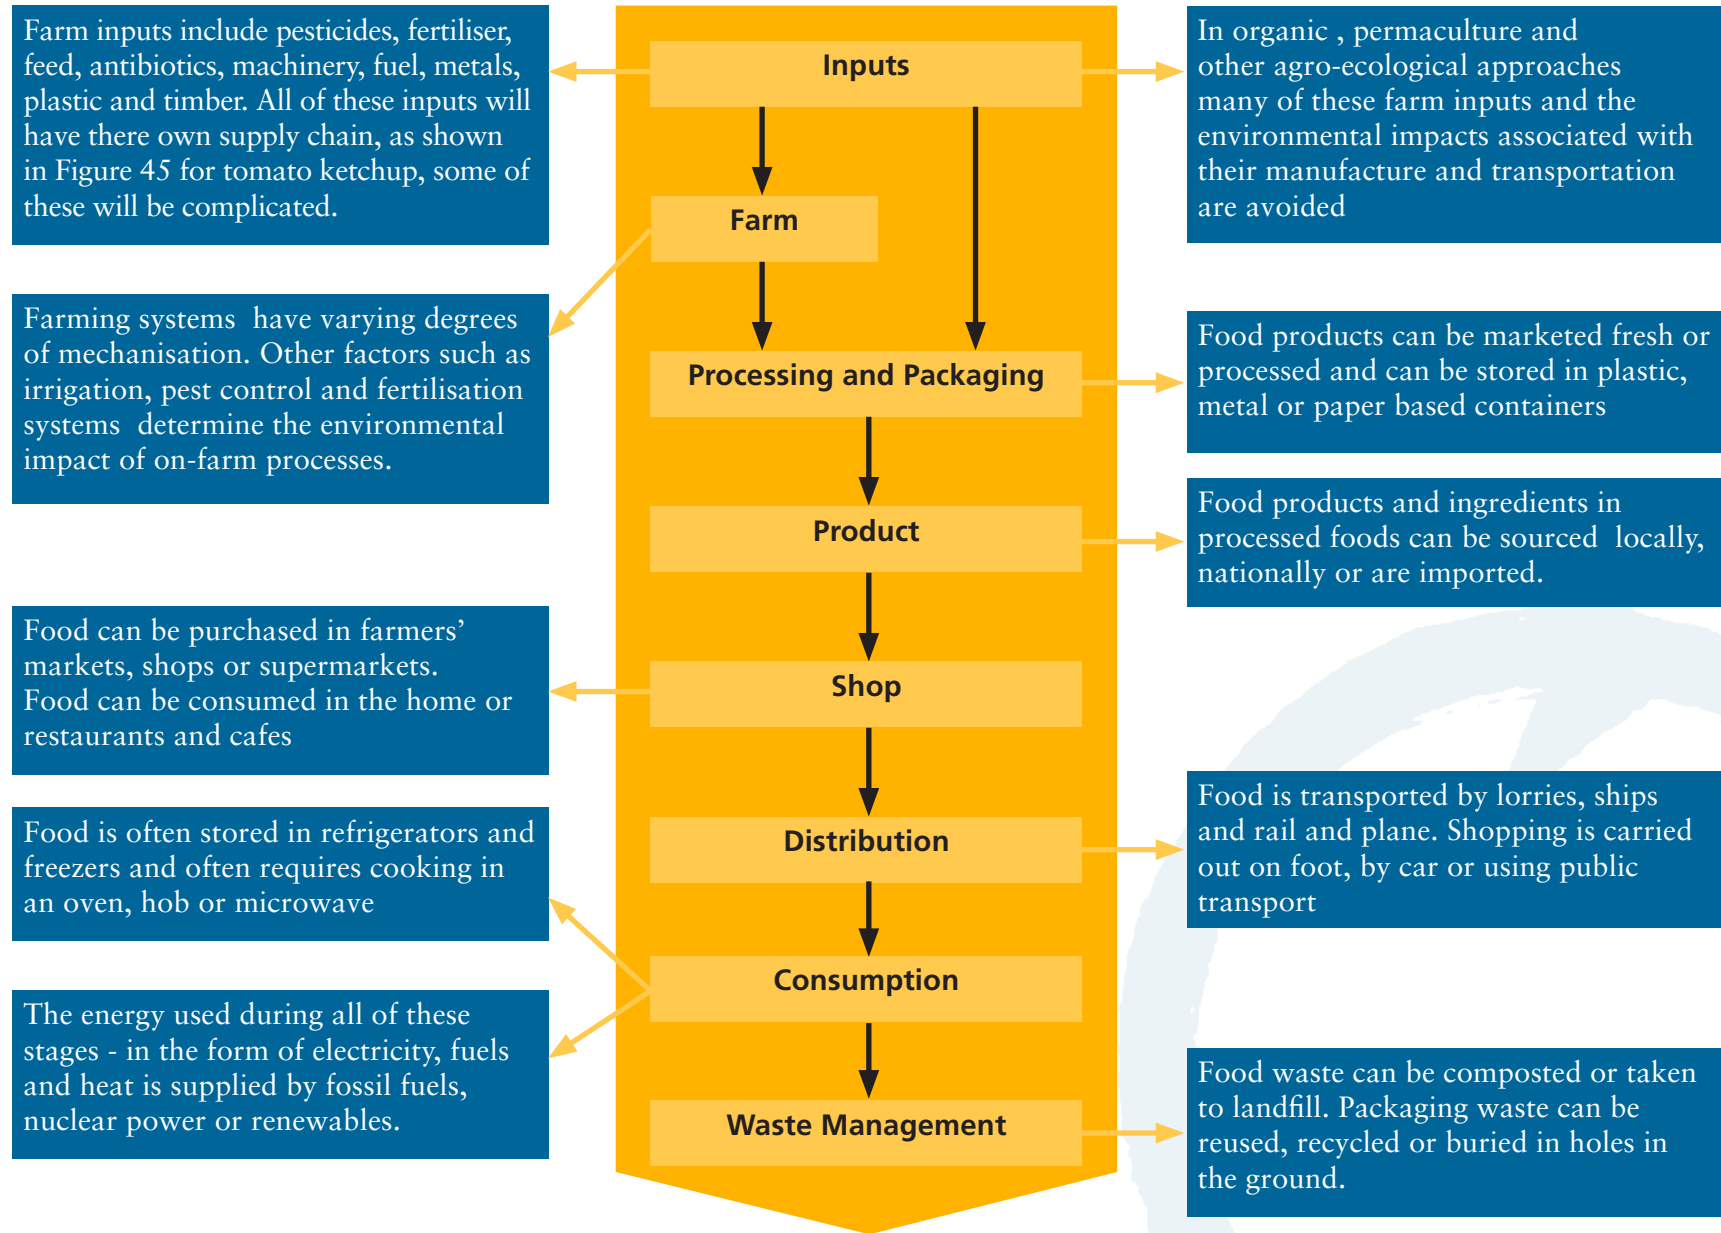 Farm inputs include pesticides, fertiliser,
feed, antibiotics, machinery, fuel, metals,
plastic and timber. All of these inputs will
have there own supply chain, as shown
in Figure 45 for tomato ketchup, some of
these will be complicated.
Inputs
In organic , permaculture and
other agro-ecological approaches
many of these farm inputs and the
environmental impacts associated with
their manufacture and transportation
are avoided
Farm
Farming systems  have varying degrees
of mechanisation. Other factors such as
irrigation, pest control and fertilisation
systems  determine the environmental
impact of on-farm processes.
Processing and Packaging
Food products can be marketed fresh or
processed and can be stored in plastic,
metal or paper based containers
Product
Food products and ingredients in
processed foods can be sourced  locally,
nationally or are imported.
Food can be purchased in farmers’
markets, shops or supermarkets.
Food can be consumed in the home or
restaurants and cafes
Shop
Distribution
Food is transported by lorries, ships
and rail and plane. Shopping is carried
out on foot, by car or using public
transport
Food is often stored in refrigerators and
freezers and often requires cooking in
an oven, hob or microwave
Consumption
The energy used during all of these
stages - in the form of electricity, fuels
and heat is supplied by fossil fuels,
nuclear power or renewables.
Waste Management
Food waste can be composted or taken
to landfill. Packaging waste can be
reused, recycled or buried in holes in
the ground.